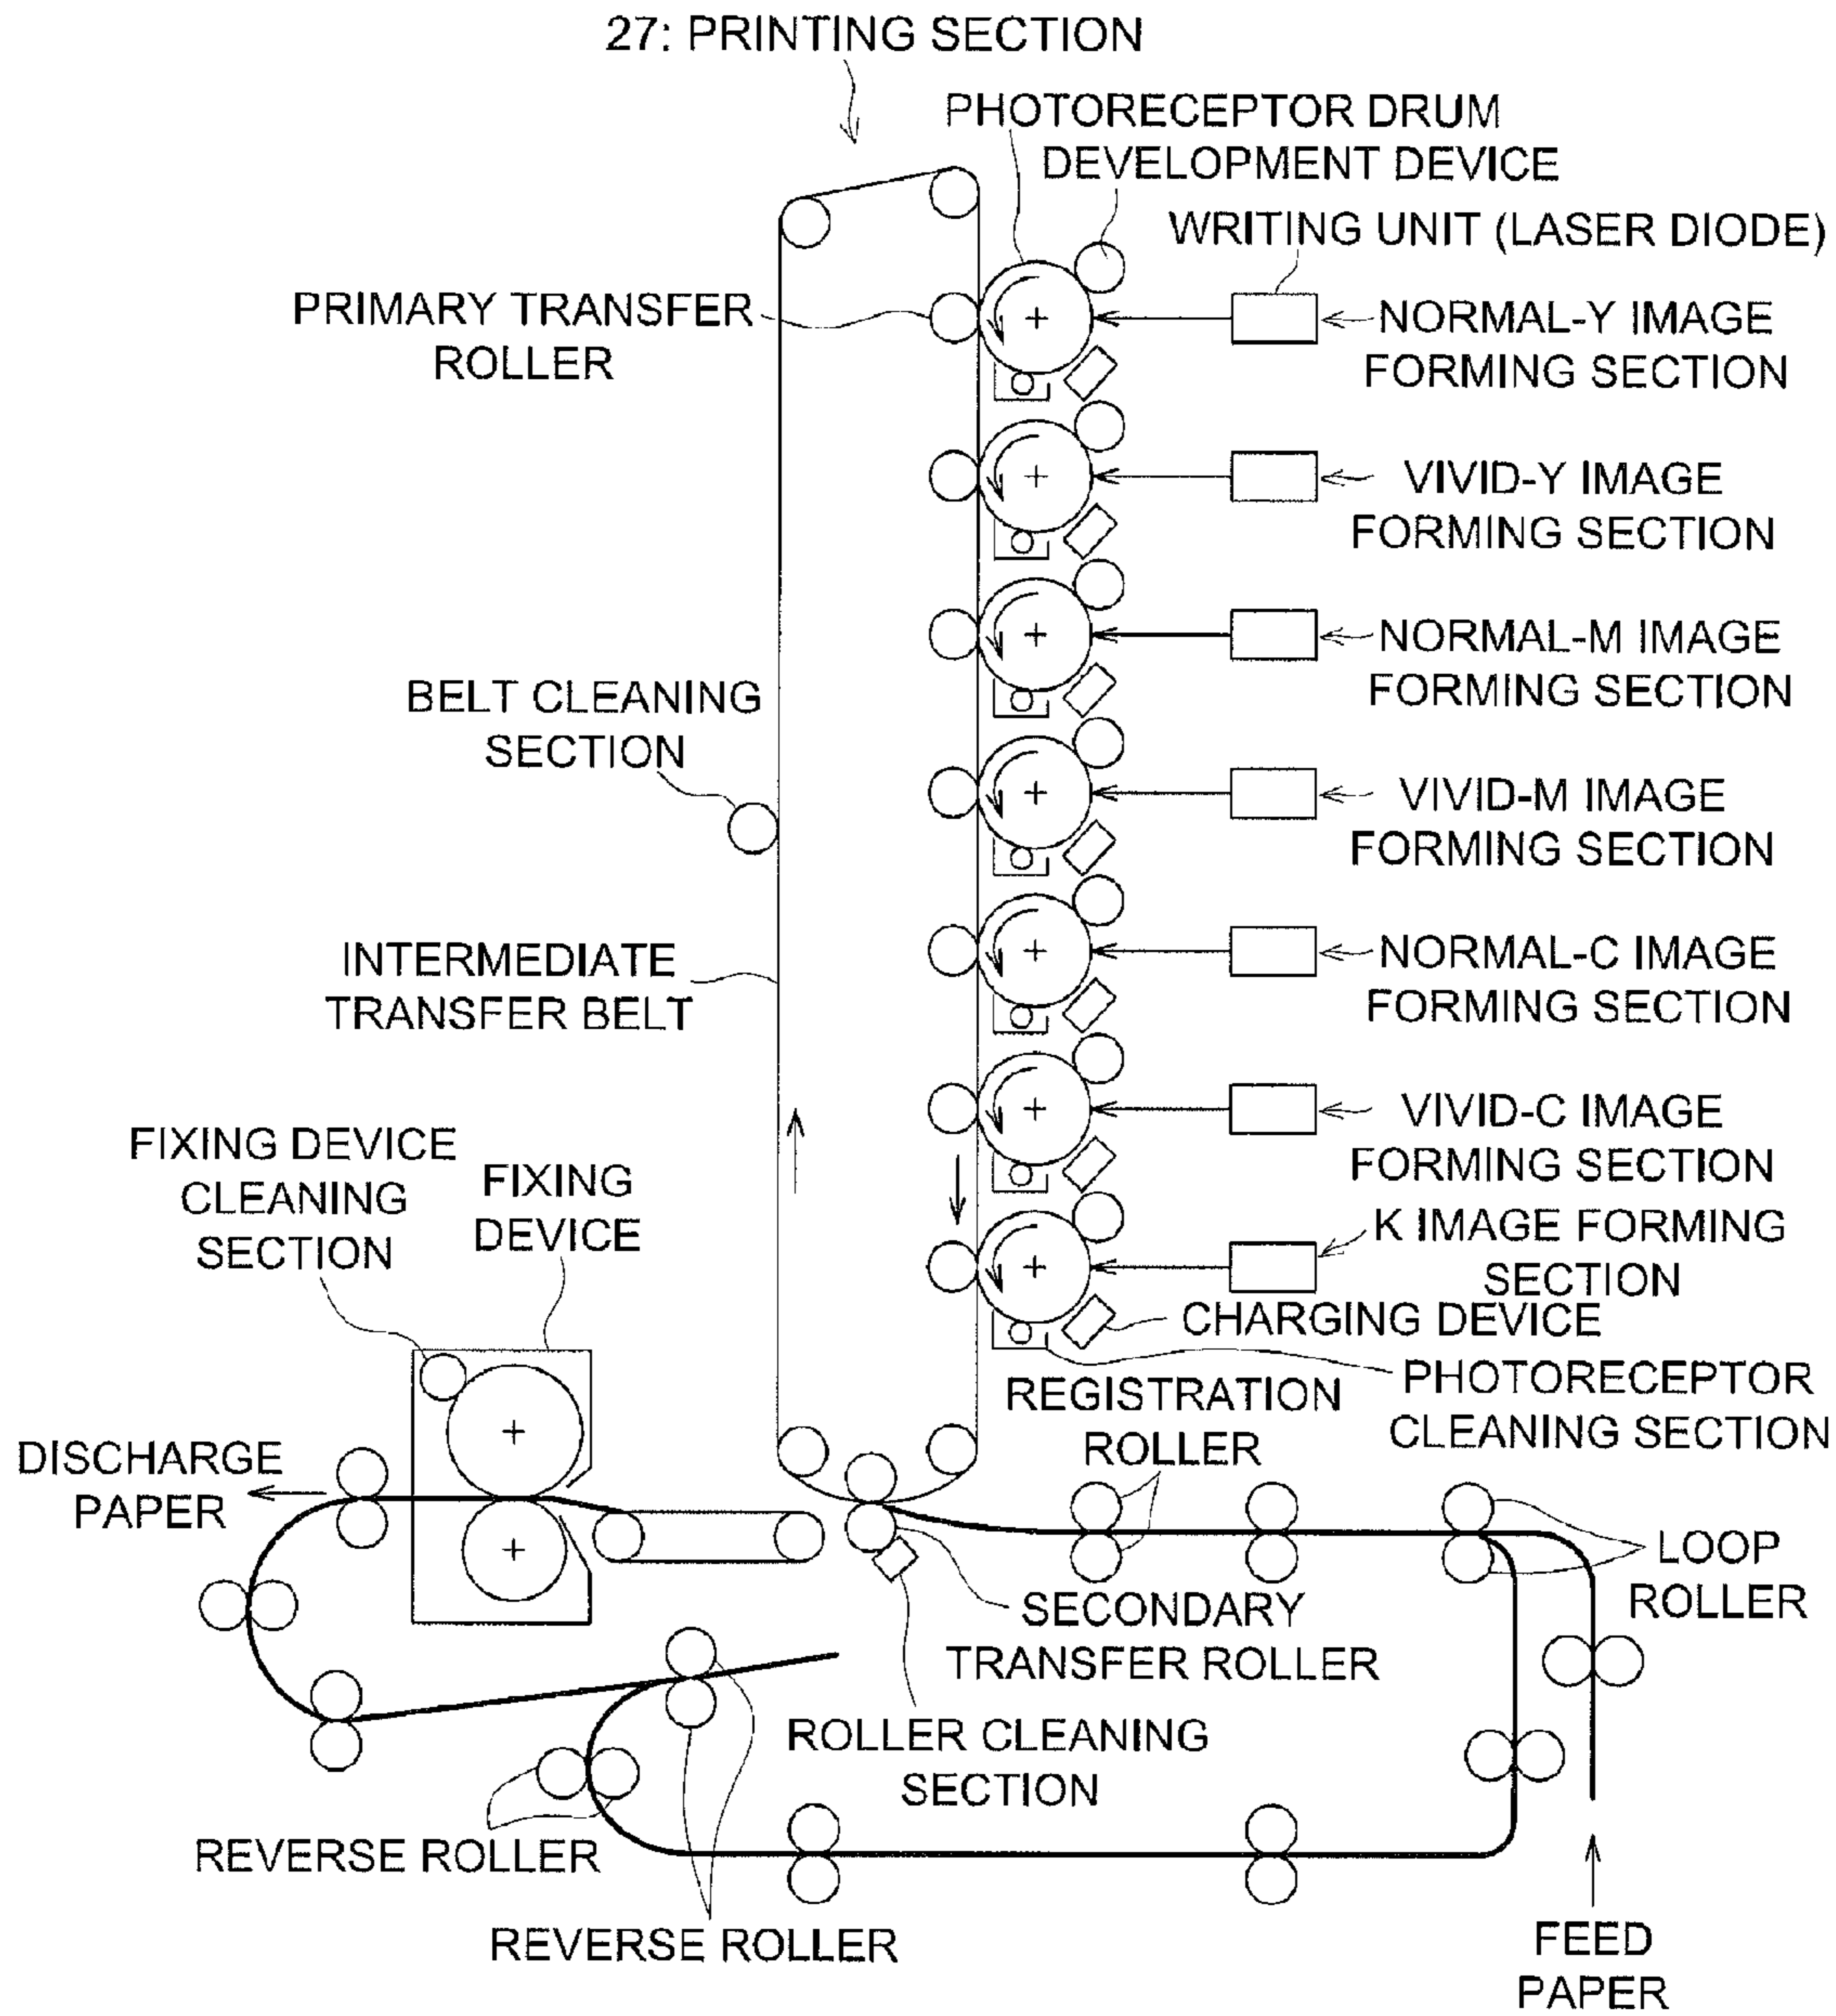 27: PRINTING SECTION
PHOTORECEPTOR DRUM
DEVELOPMENT DEVICE
WRITING UNIT (LASER DIODE)
PRIMARY TRANSFER
ROLLER
NORMAL-Y IMAGE
FORMING SECTION
VIVID-Y IMAGE
FORMING SECTION
NORMAL-M IMAGE
FORMING SECTION
BELT CLEANING
SECTION
VIVID-M IMAGE
FORMING SECTION
NORMAL-C IMAGE
FORMING SECTION
INTERMEDIATE
TRANSFER BELT
VIVID-C IMAGE
FORMING SECTION
FIXING DEVICE
CLEANING
SECTION
FIXING
DEVICE
K IMAGE FORMING
SECTION
CHARGING DEVICE
PHOTORECEPTOR
CLEANING SECTION
REGISTRATION
ROLLER
DISCHARGE
PAPER
LOOP
ROLLER
SECONDARY
TRANSFER ROLLER
ROLLER CLEANING
SECTION
REVERSE ROLLER
REVERSE ROLLER
FEED
PAPER